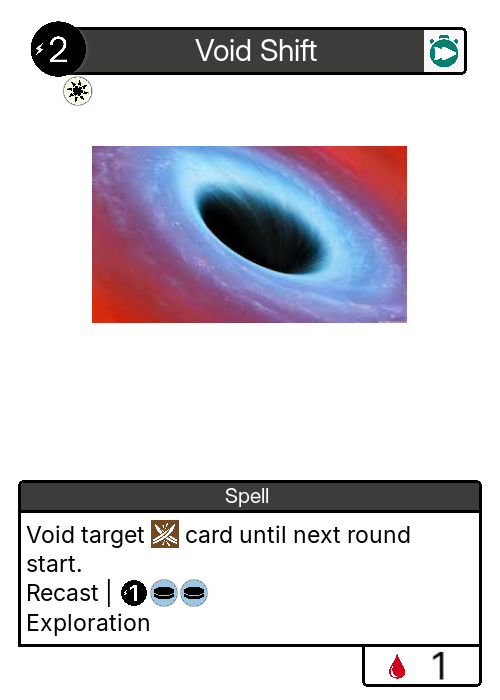 2
Void Shift
Spell
Void target card until next round
start.
Recast | 1
Exploration
1